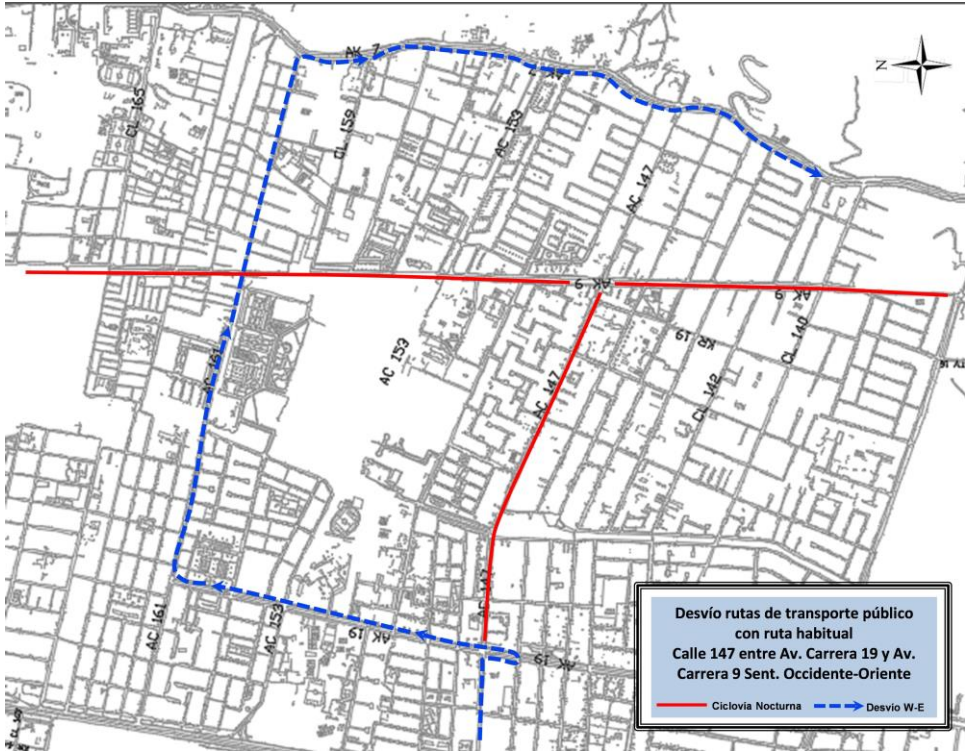 AK 7
AK 7
N
CL 165
CL 159
AC 153
AC 147
AK 9
AK 9
KR 19
CL 140
AC 161
AC 153
AC 147
CL 142
AC 147
AC 161
AC 153
AK 19
AK 19
Desvío rutas de transporte público
con ruta habitual
Calle 147 entre Av. Carrera 19 y Av.
Carrera 9 Sent. Occidente-Oriente
Ciclovia Nocturna Desvio W-E